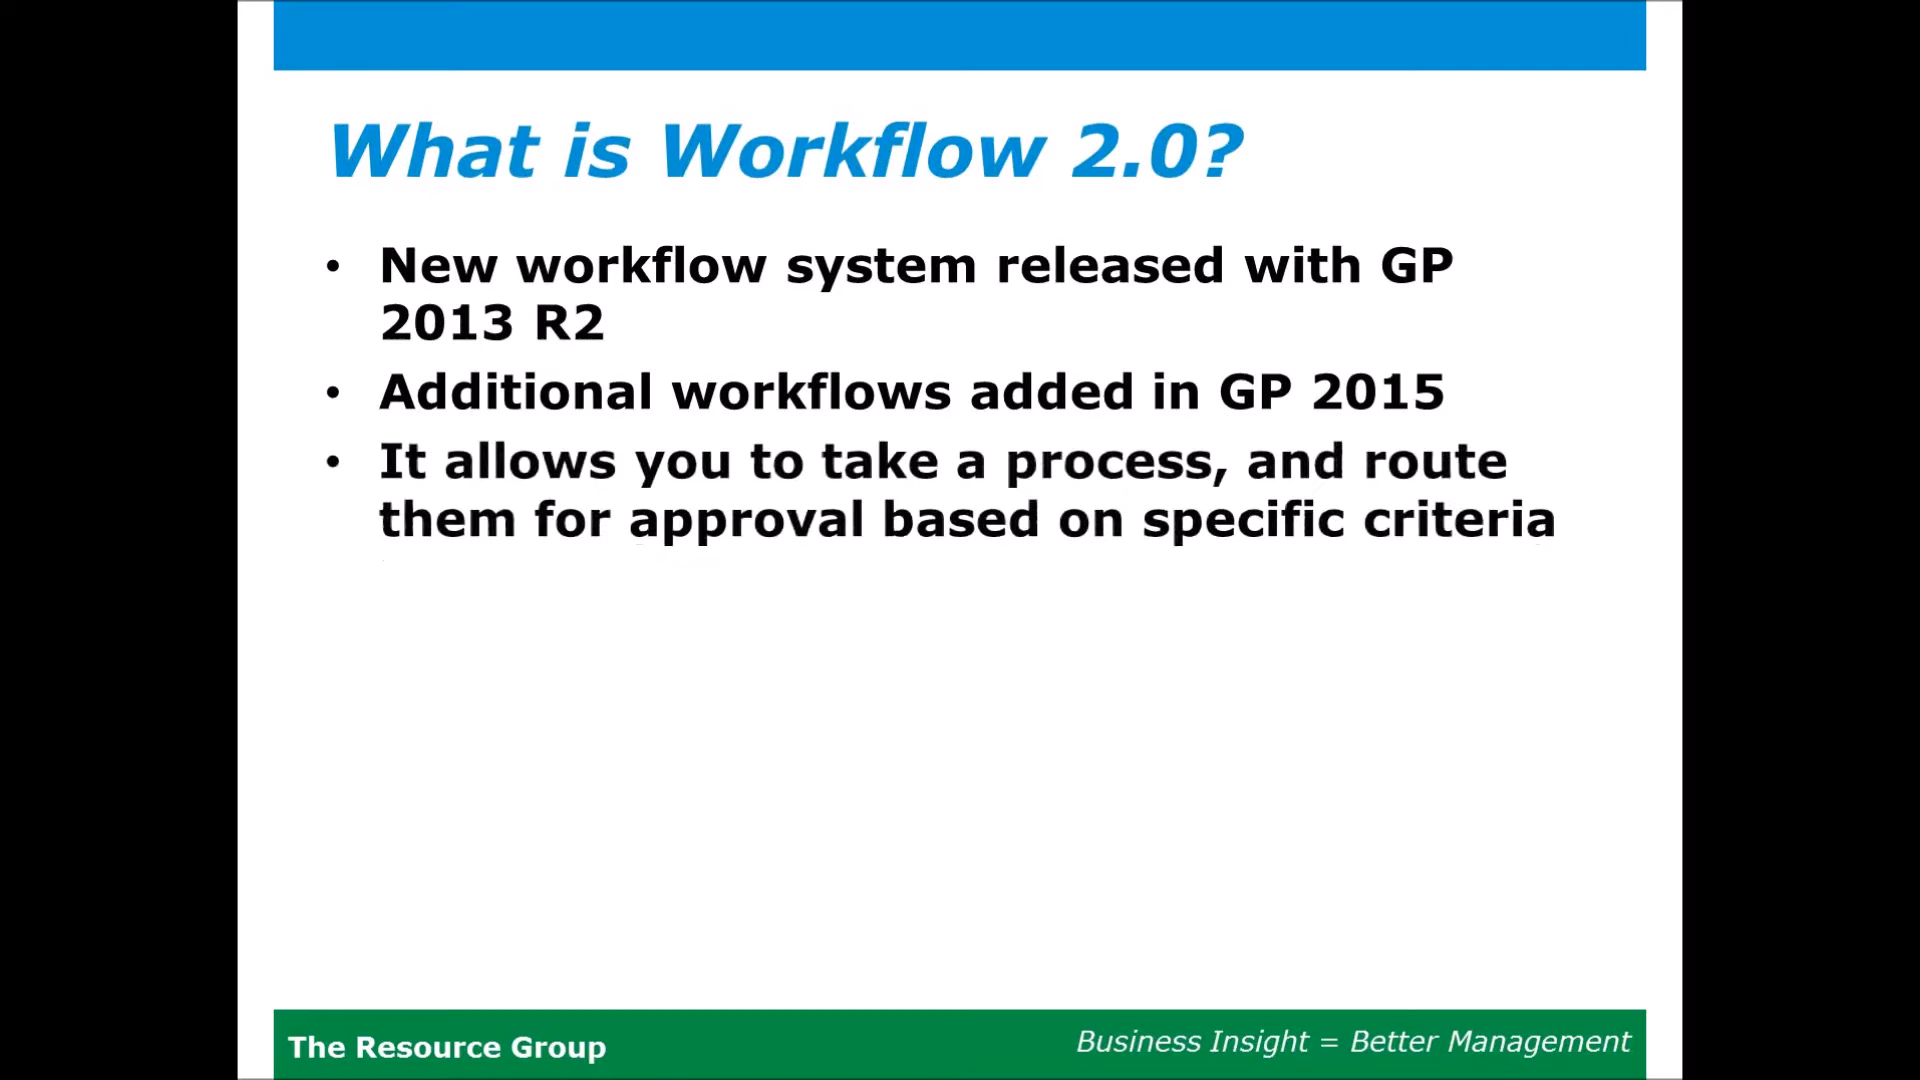 What is Workflow 2.0?
• New workflow system released with GP
2013 R2
• Additional workflows added in GP 2015
• It allows you to take a process, and route
them for approval based on specific criteria
The Resource Group
Business Insight = Better Management